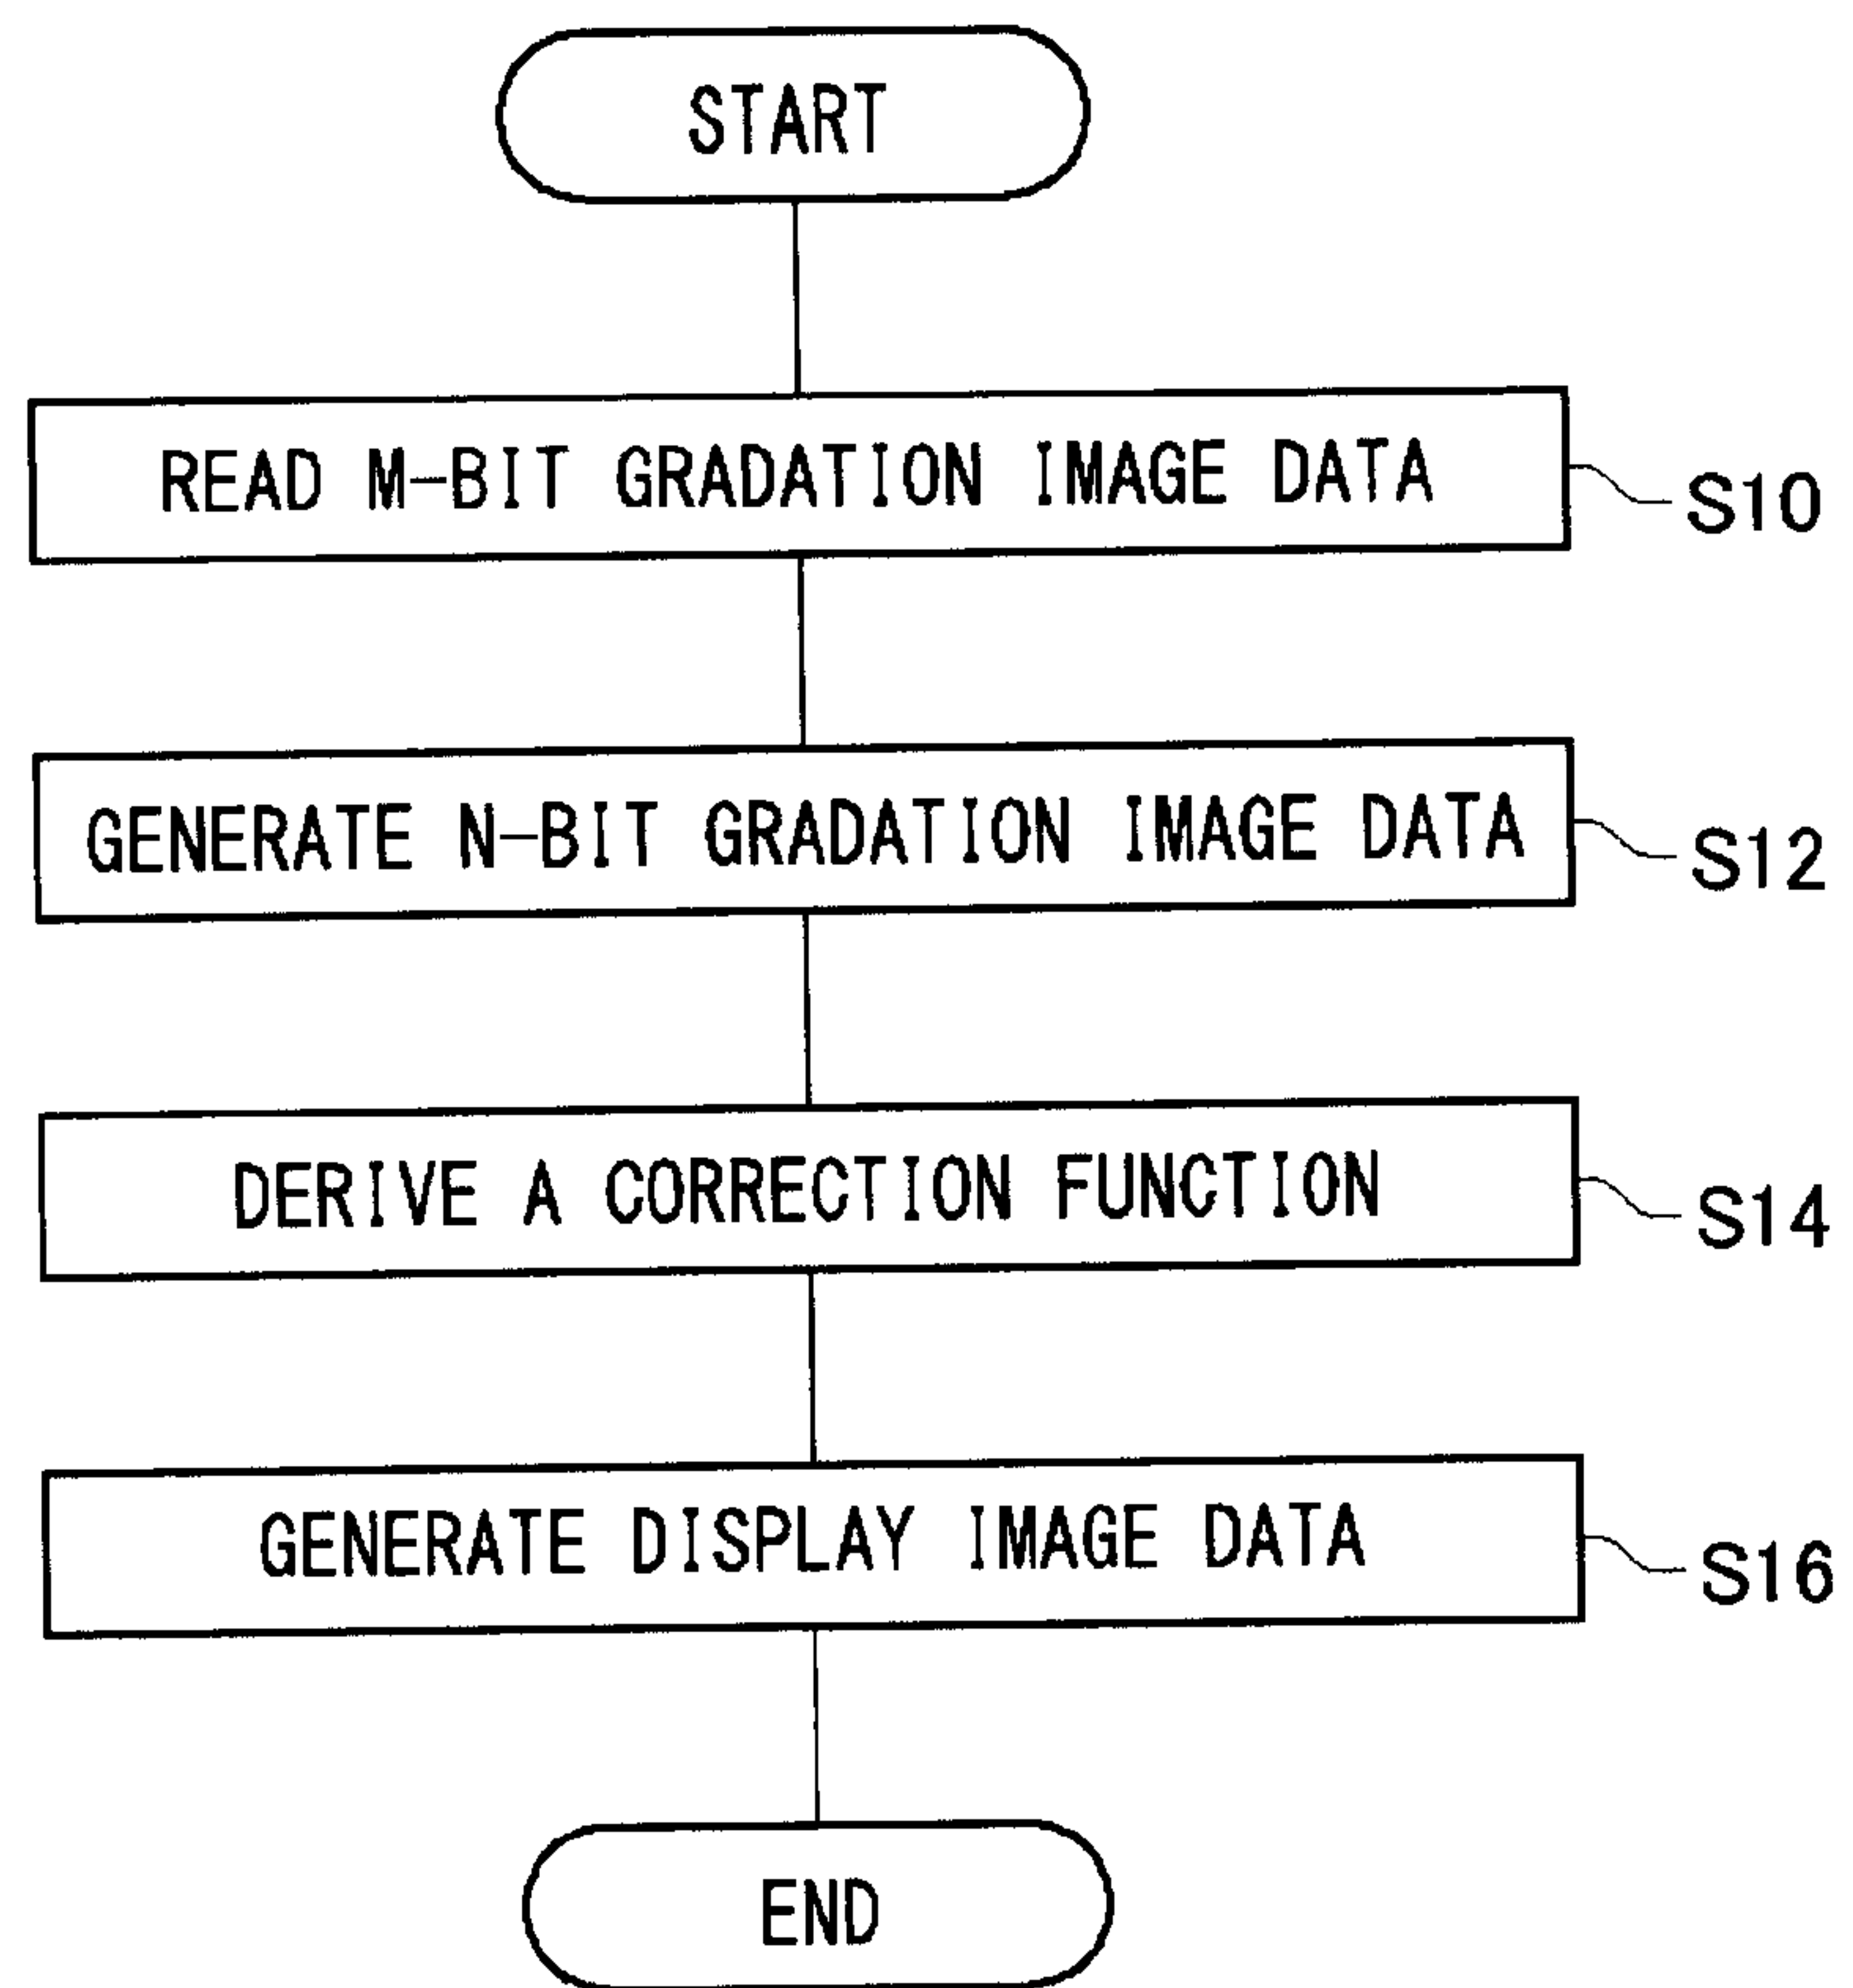 START
READ M-BIT GRADATION IMAGE DATA
S10
GENERATE N-BIT GRADATION IMAGE DATA
S12
DERIVE A CORRECTION FUNCTION
S14
GENERATE DISPLAY IMAGE DATA
S16
END